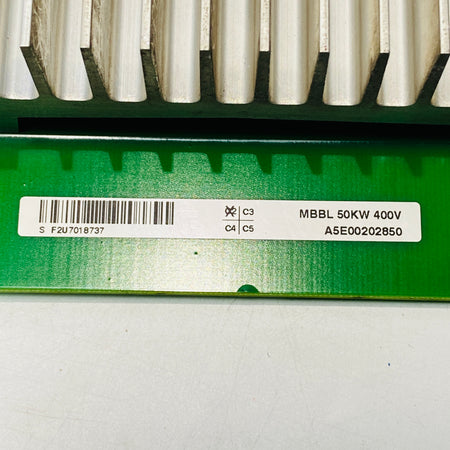 S F2U7018737
C3
C4 C5
MBBL 50KW 400V
A5E00202850